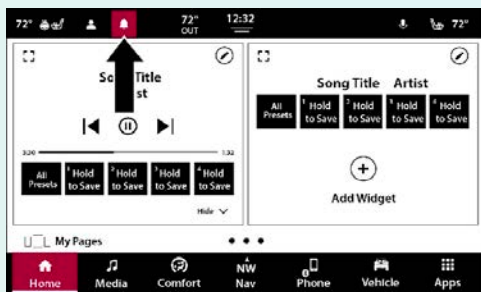 72° 72° 12:32 72°
OUT
Song Title
st
3:20 1:32
All Presets 1 Hold to Save 2 Hold to Save 3 Hold to Save 4 Hold to Save
Hide
Song Title Artist
All Presets 1 Hold to Save 2 Hold to Save 3 Hold to Save 4 Hold to Save
Add Widget
My Pages
Home Media Comfort NW Nav Phone Vehicle Apps